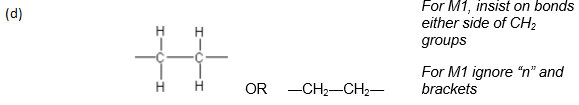 (d)
H H
—C—C—
H H
OR —CH₂—CH₂—
For M1, insist on bonds
either side of CH₂
groups
For M1 ignore “n” and
brackets